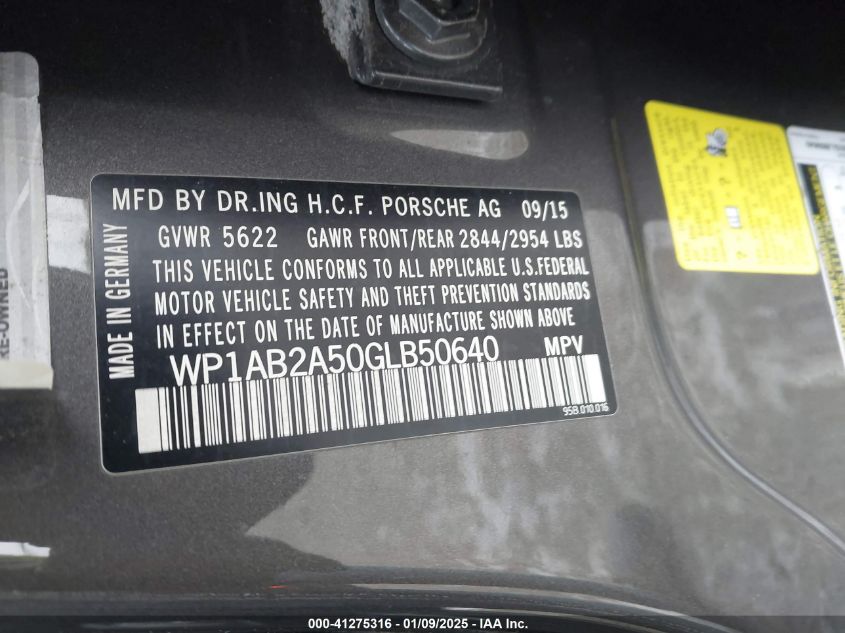 MFD BY DR.ING H.C.F. PORSCHE AG 09/15
GVWR 5622 GAWR FRONT/REAR 2844/2954 LBS
THIS VEHICLE CONFORMS TO ALL APPLICABLE U.S.FEDERAL
MOTOR VEHICLE SAFETY AND THEFT PREVENTION STANDARDS
IN EFFECT ON THE DATE OF MANUFACTURE SHOWN ABOVE
WP1AB2A50GLB50640 MPV
95B.010.016
MADE IN GERMANY
000-41275316 - 01/09/2025 - IAA Inc.